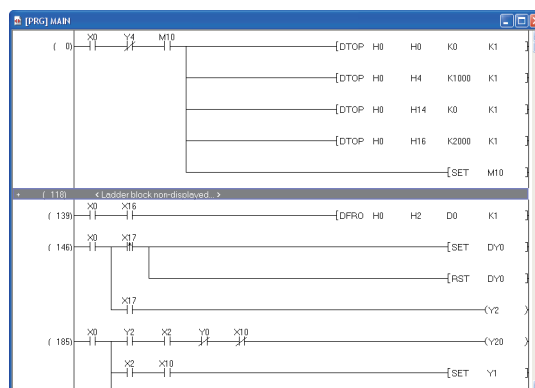 [PRG] MAIN
X0 Y4 M10
( 0) [DTOP H0 H0 K0 K1 ]
[DTOP H0 H4 K1000 K1 ]
[DTOP H0 H14 K0 K1 ]
[DTOP H0 H16 K2000 K1 ]
[SET M10 ]
+ ( 118) < Ladder block non-displayed... >
X0 X16
( 139) [DFRO H0 H2 D0 K1 ]
X0 X17
( 146) [SET DY0 ]
[RST DY0 ]
X17
(Y2 )
X0 Y2 X2 Y0 X10
( 185) (Y20 )
X2 X10
[SET Y1 ]